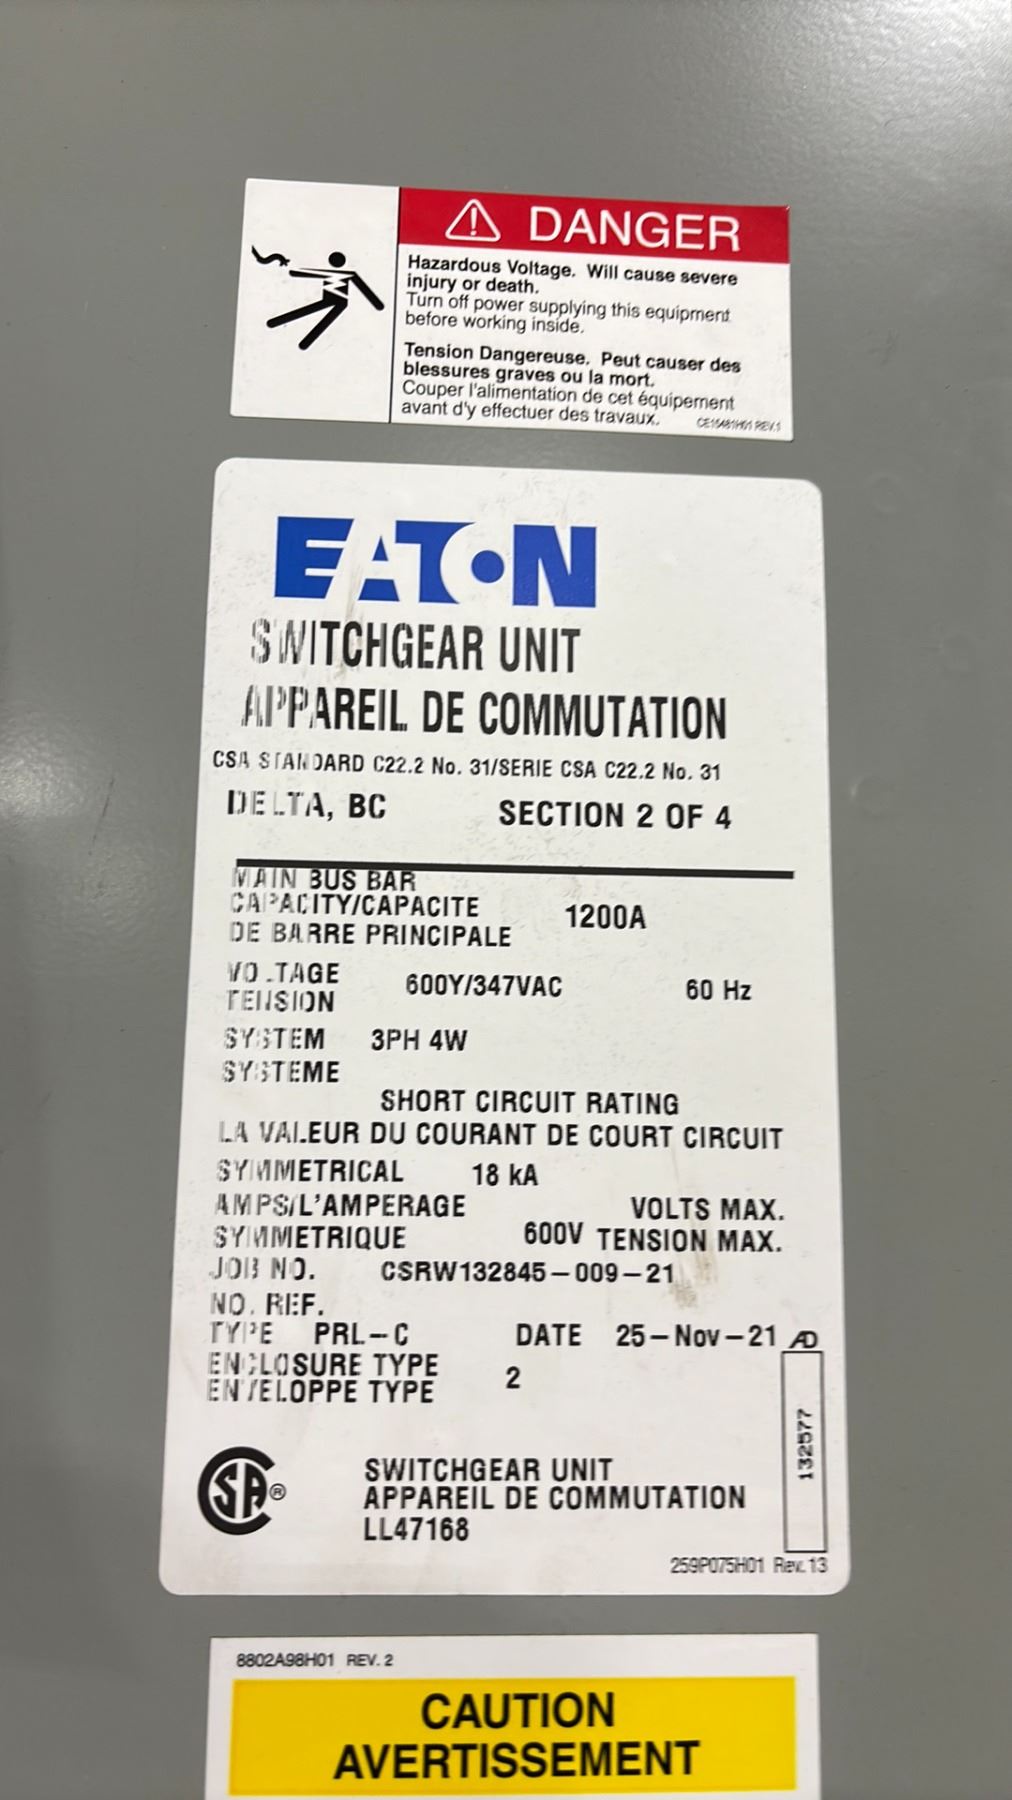 DANGER
Hazardous Voltage. Will cause severe
injury or death.
Turn off power supplying this equipment
before working inside.
Tension Dangereuse. Peut causer des
blessures graves ou la mort.
Couper l'alimentation de cet équipement
avant d'y effectuer des travaux.
CE15481H01 REV.1
EATON
SWITCHGEAR UNIT
APPAREIL DE COMMUTATION
CSA STANDARD C22.2 No. 31/SERIE CSA C22.2 No. 31
DELTA, BC SECTION 2 OF 4
MAIN BUS BAR
CAPACITY/CAPACITE 1200A
DE BARRE PRINCIPALE
VOLTAGE 600Y/347VAC 60 Hz
TENSION
SYSTEM 3PH 4W
SYSTEME
SHORT CIRCUIT RATING
LA VALEUR DU COURANT DE COURT CIRCUIT
SYMMETRICAL 18 kA
AMPS/L'AMPERAGE VOLTS MAX.
SYMMETRIQUE 600V TENSION MAX.
JOB NO. CSRW132845-009-21
NO. REF.
TYPE PRL-C DATE 25-Nov-21 AD
ENCLOSURE TYPE 2
ENVELOPPE TYPE
132577
SA®
SWITCHGEAR UNIT
APPAREIL DE COMMUTATION
LL47168
259P075H01 Rev.13
8802A98H01 REV. 2
CAUTION
AVERTISSEMENT